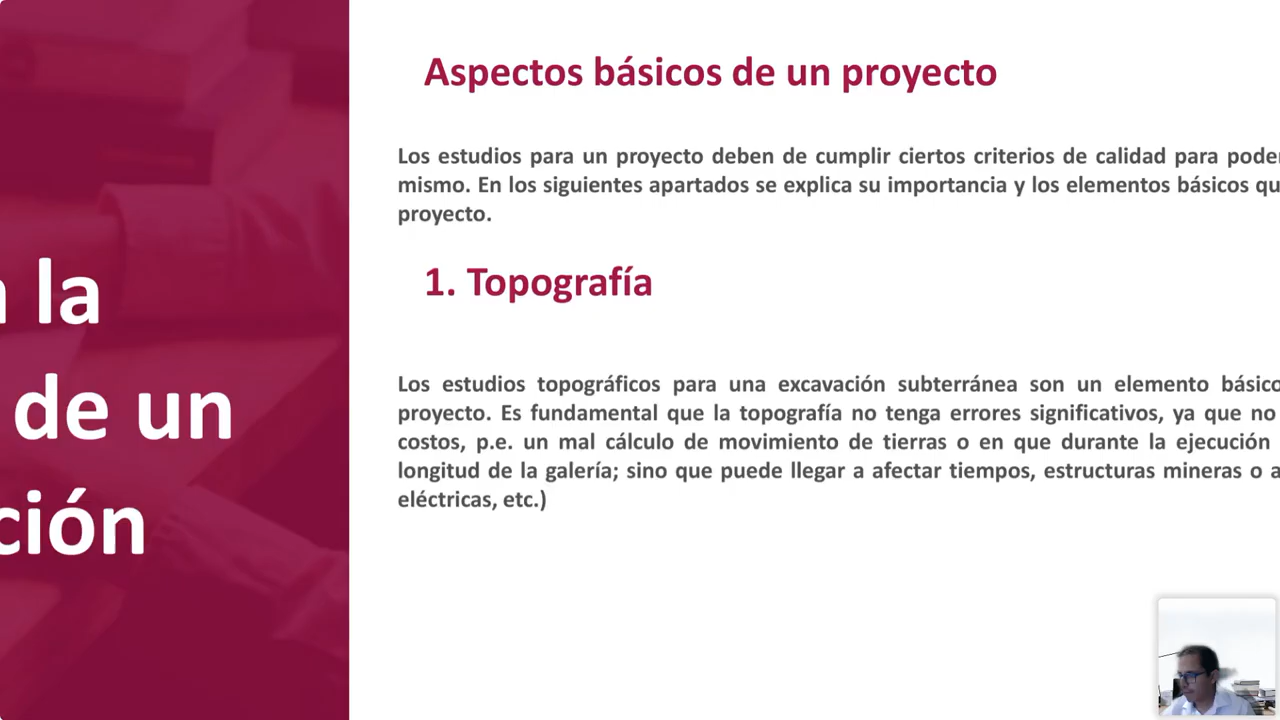 la
de un
ción
Aspectos básicos de un proyecto
Los estudios para un proyecto deben de cumplir ciertos criterios de calidad para poder
mismo. En los siguientes apartados se explica su importancia y los elementos básicos qu
proyecto.
1. Topografía
Los estudios topográficos para una excavación subterránea son un elemento básico
proyecto. Es fundamental que la topografía no tenga errores significativos, ya que no
costos, p.e. un mal cálculo de movimiento de tierras o en que durante la ejecución
longitud de la galería; sino que puede llegar a afectar tiempos, estructuras mineras o a
eléctricas, etc.)